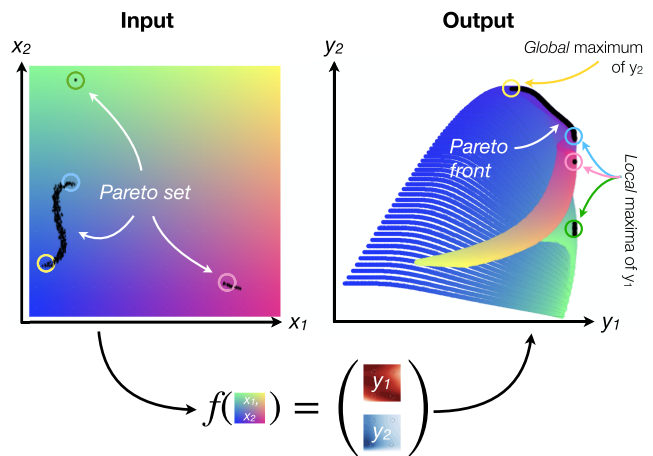 Input
Output
x2
y2
Global maximum
of y2
Pareto set
Pareto
front
Local maxima of y1
x1
y1
f( x1,
x2 ) = ( y1
y2 )